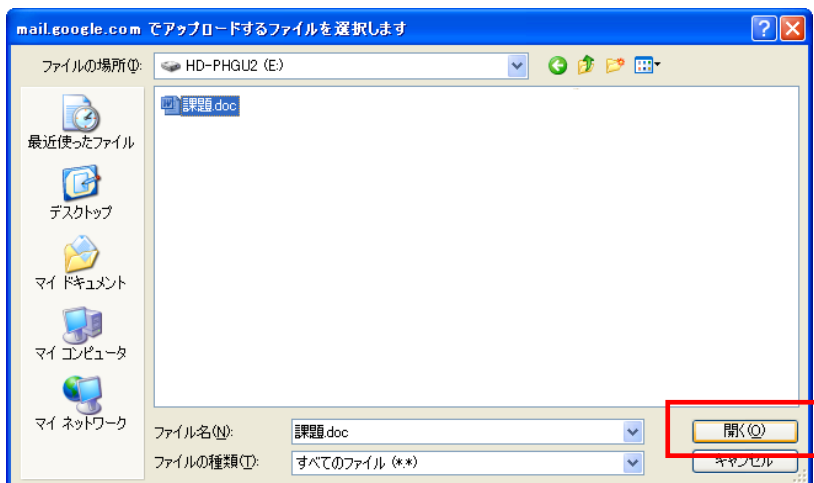 mail.google.com でアップロードするファイルを選択します
ファイルの場所(I):
HD-PHGU2 (E:)
課題.doc
最近使ったファイル
デスクトップ
マイ ドキュメント
マイ コンピュータ
マイ ネットワーク
ファイル名(N):
課題.doc
開く(O)
ファイルの種類(T):
すべてのファイル (*.*)
キャンセル